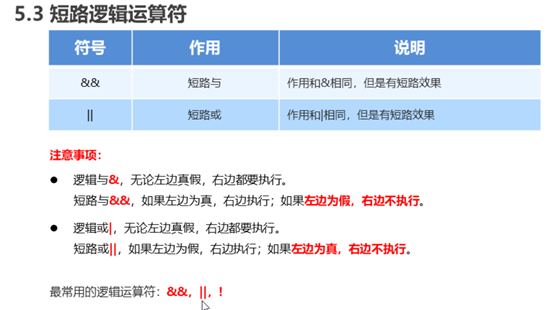 5.3 短路逻辑运算符
符号 作用 说明
&& 短路与 作用和&相同，但是有短路效果
|| 短路或 作用和|相同，但是有短路效果
注意事项：
● 逻辑与&，无论左边真假，右边都要执行。
短路与&&，如果左边为真，右边执行；如果左边为假，右边不执行。
● 逻辑或|，无论左边真假，右边都要执行。
短路或||，如果左边为假，右边执行；如果左边为真，右边不执行。
最常用的逻辑运算符：&&，||，！